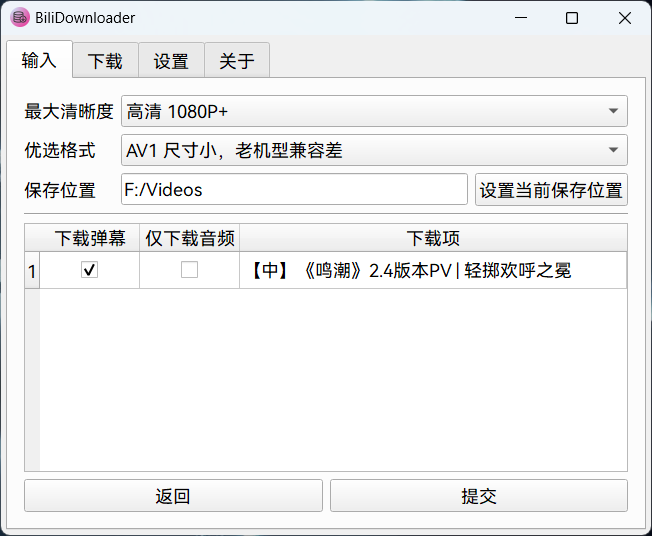 BiliDownloader
输入 下载 设置 关于
最大清晰度 高清 1080P+
优选格式 AV1 尺寸小，老机型兼容差
保存位置 F:/Videos 设置当前保存位置
下载弹幕 仅下载音频 下载项
1 【中】《鸣潮》2.4版本PV | 轻掷欢呼之冕
返回 提交